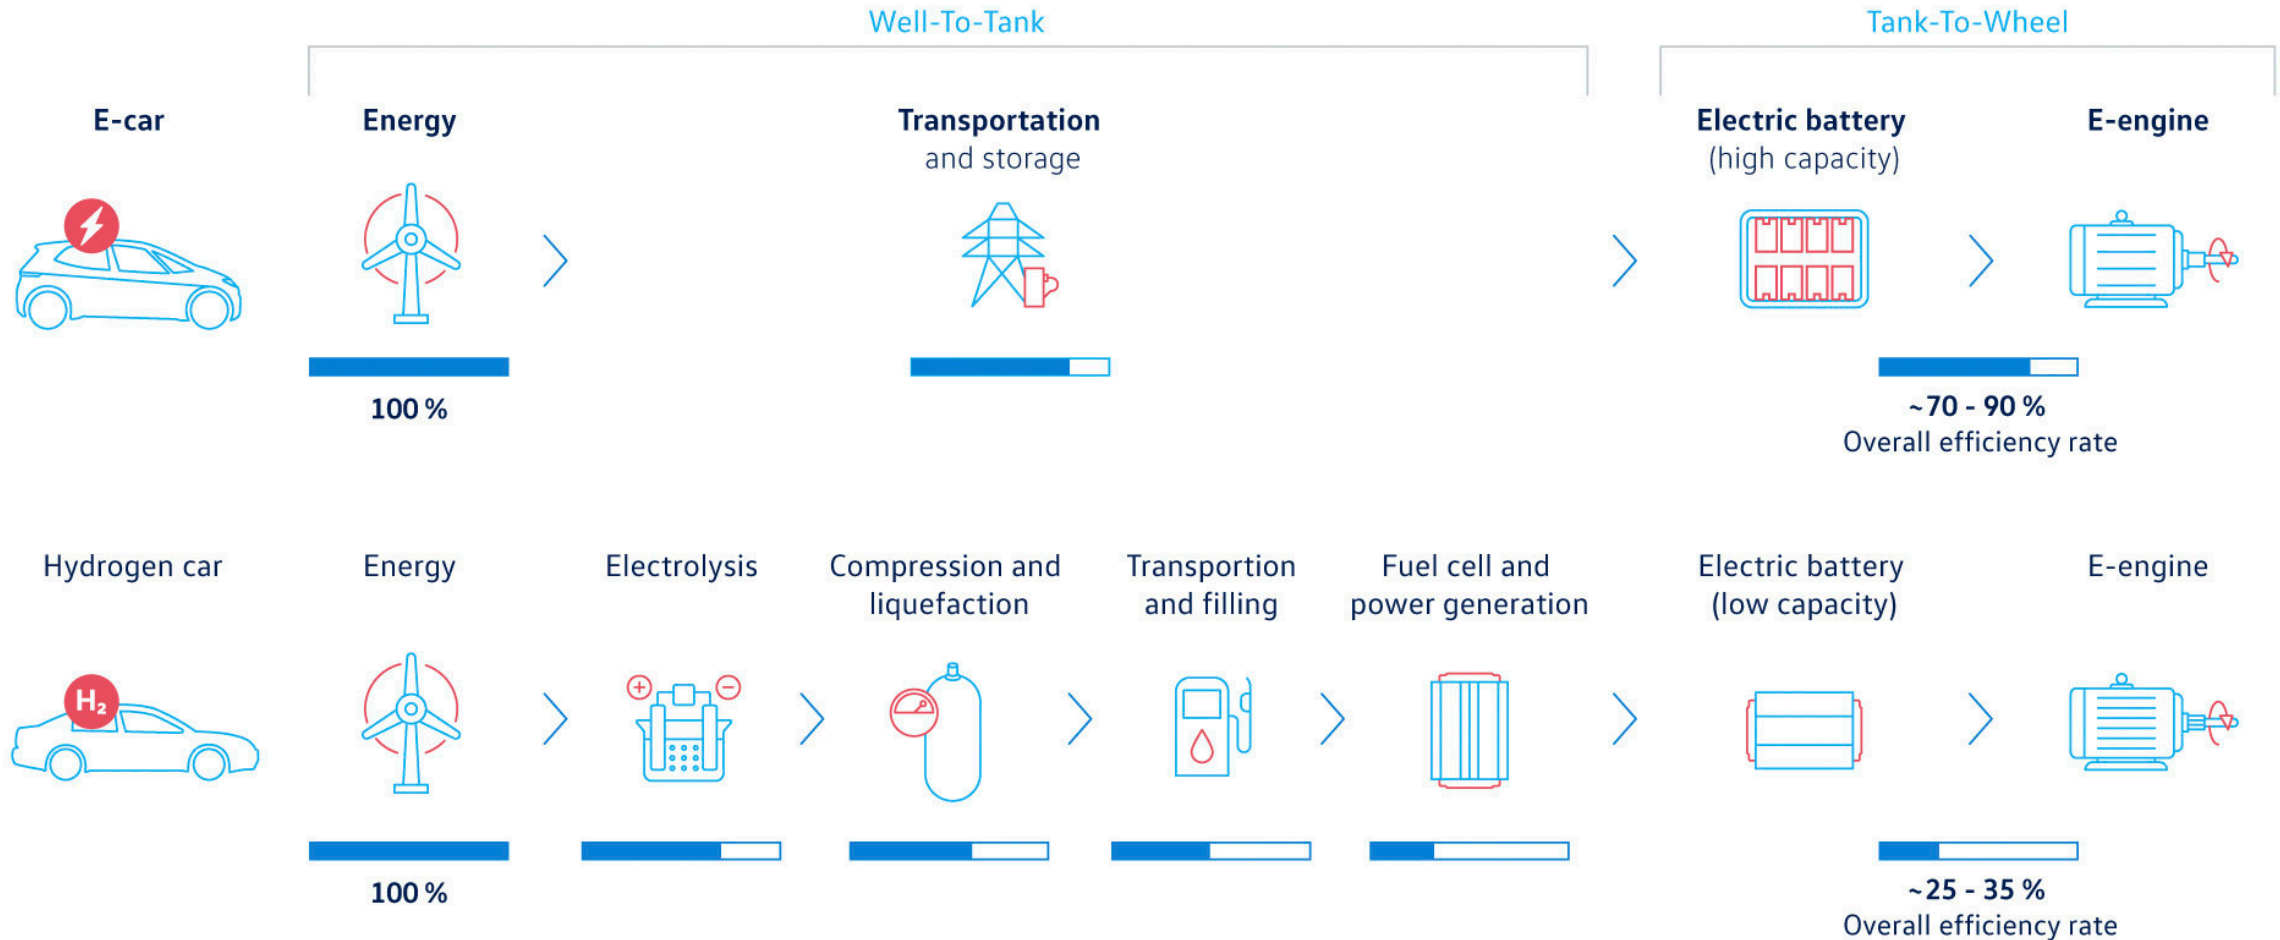 Well-To-Tank
Tank-To-Wheel
E-car
Energy
Transportation
and storage
Electric battery
(high capacity)
E-engine
100 %
~70 - 90 %
Overall efficiency rate
Hydrogen car
Energy
Electrolysis
Compression and
liquefaction
Transportion
and filling
Fuel cell and
power generation
Electric battery
(low capacity)
E-engine
H₂
100 %
~25 - 35 %
Overall efficiency rate